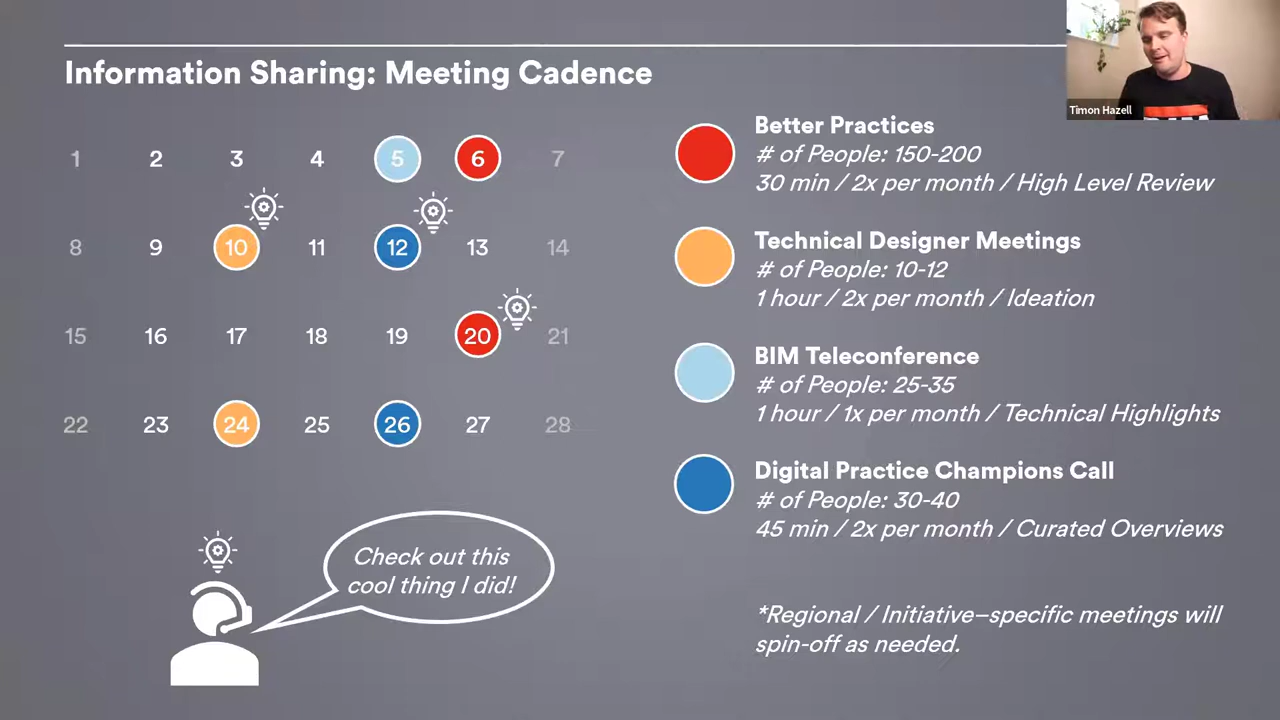 Information Sharing: Meeting Cadence
Timon Hazell
1 2 3 4 5 6 7
8 9 10 11 12 13 14
15 16 17 18 19 20 21
22 23 24 25 26 27 28
Better Practices
# of People: 150-200
30 min / 2x per month / High Level Review
Technical Designer Meetings
# of People: 10-12
1 hour / 2x per month / Ideation
BIM Teleconference
# of People: 25-35
1 hour / 1x per month / Technical Highlights
Digital Practice Champions Call
# of People: 30-40
45 min / 2x per month / Curated Overviews
*Regional / Initiative–specific meetings will
spin-off as needed.
Check out this
cool thing I did!